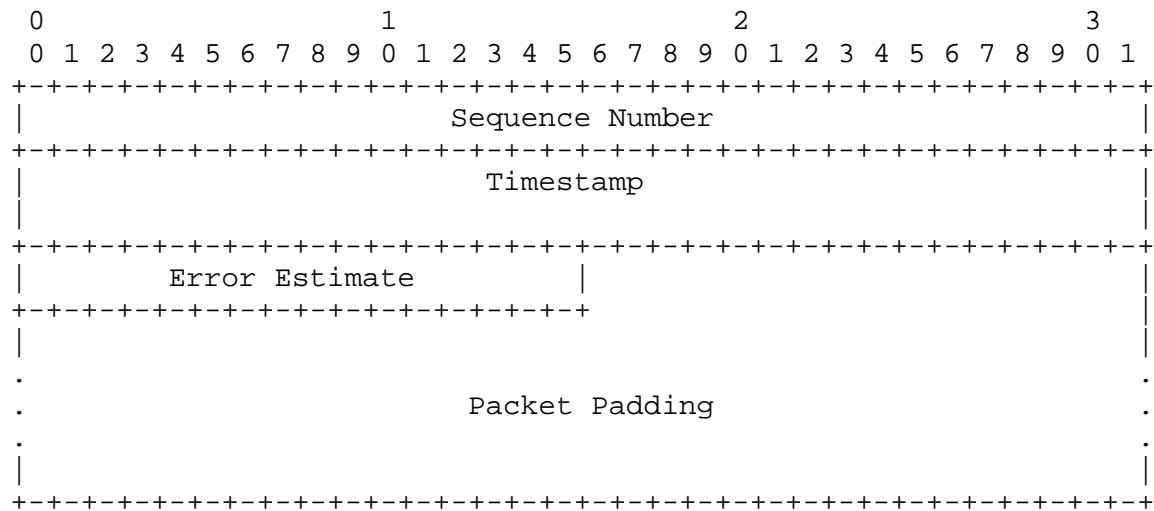 0                   1                   2                   3
 0 1 2 3 4 5 6 7 8 9 0 1 2 3 4 5 6 7 8 9 0 1 2 3 4 5 6 7 8 9 0 1
+-+-+-+-+-+-+-+-+-+-+-+-+-+-+-+-+-+-+-+-+-+-+-+-+-+-+-+-+-+-+-+-+
|                        Sequence Number                        |
+-+-+-+-+-+-+-+-+-+-+-+-+-+-+-+-+-+-+-+-+-+-+-+-+-+-+-+-+-+-+-+-+
|                          Timestamp                            |
|                                                               |
+-+-+-+-+-+-+-+-+-+-+-+-+-+-+-+-+-+-+-+-+-+-+-+-+-+-+-+-+-+-+-+-+
|        Error Estimate         |                               |
+-+-+-+-+-+-+-+-+-+-+-+-+-+-+-+-+                               |
|                                                               |
.                                                               .
.                         Packet Padding                        .
.                                                               .
|                                                               |
+-+-+-+-+-+-+-+-+-+-+-+-+-+-+-+-+-+-+-+-+-+-+-+-+-+-+-+-+-+-+-+-+